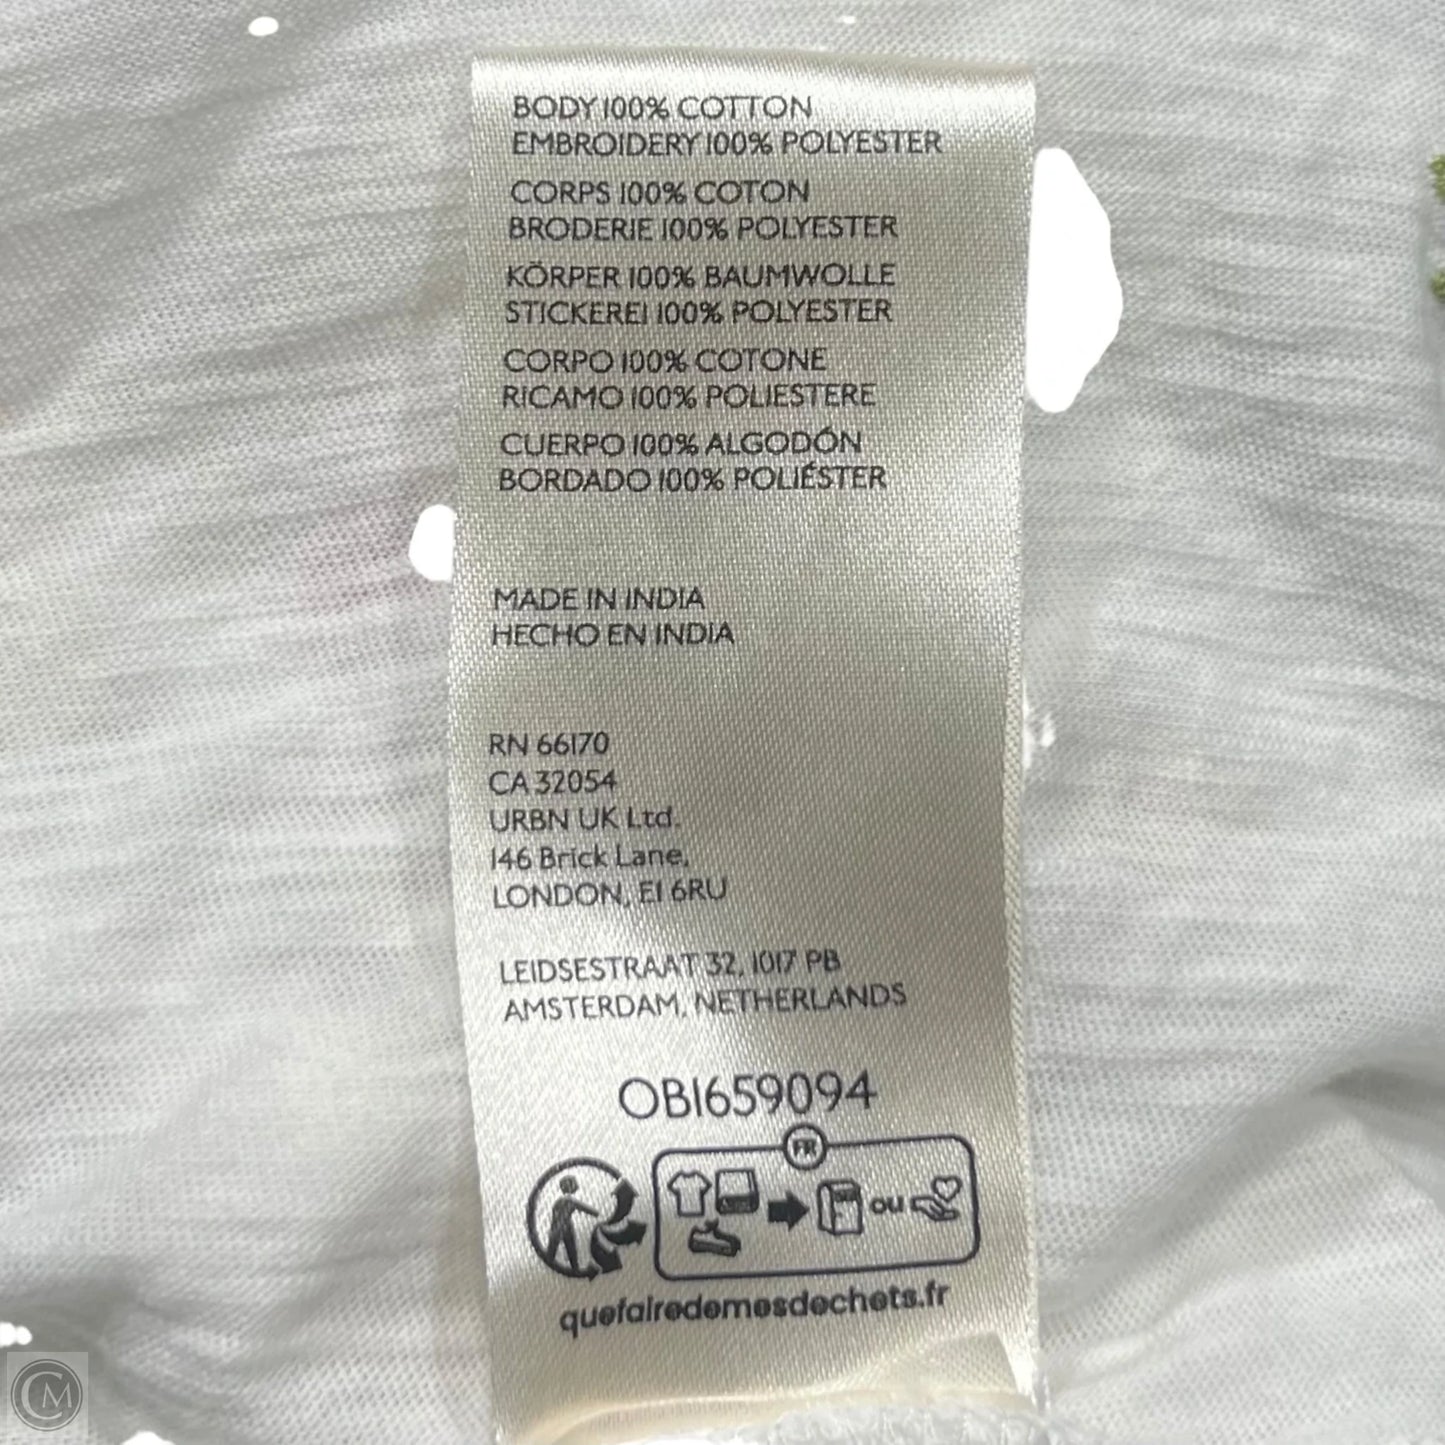 BODY 100% COTTON
EMBROIDERY 100% POLYESTER
CORPS 100% COTON
BRODERIE 100% POLYESTER
KÖRPER 100% BAUMWOLLE
STICKEREI 100% POLYESTER
CORPO 100% COTONE
RICAMO 100% POLIESTERE
CUERPO 100% ALGODÓN
BORDADO 100% POLIÉSTER
MADE IN INDIA
HECHO EN INDIA
RN 66170
CA 32054
URBN UK Ltd.
146 Brick Lane,
LONDON, E1 6RU
LEIDSESTRAAT 32, 1017 PB
AMSTERDAM, NETHERLANDS
OB1659094
FR
ou
quefairedemesdechets.fr
CM